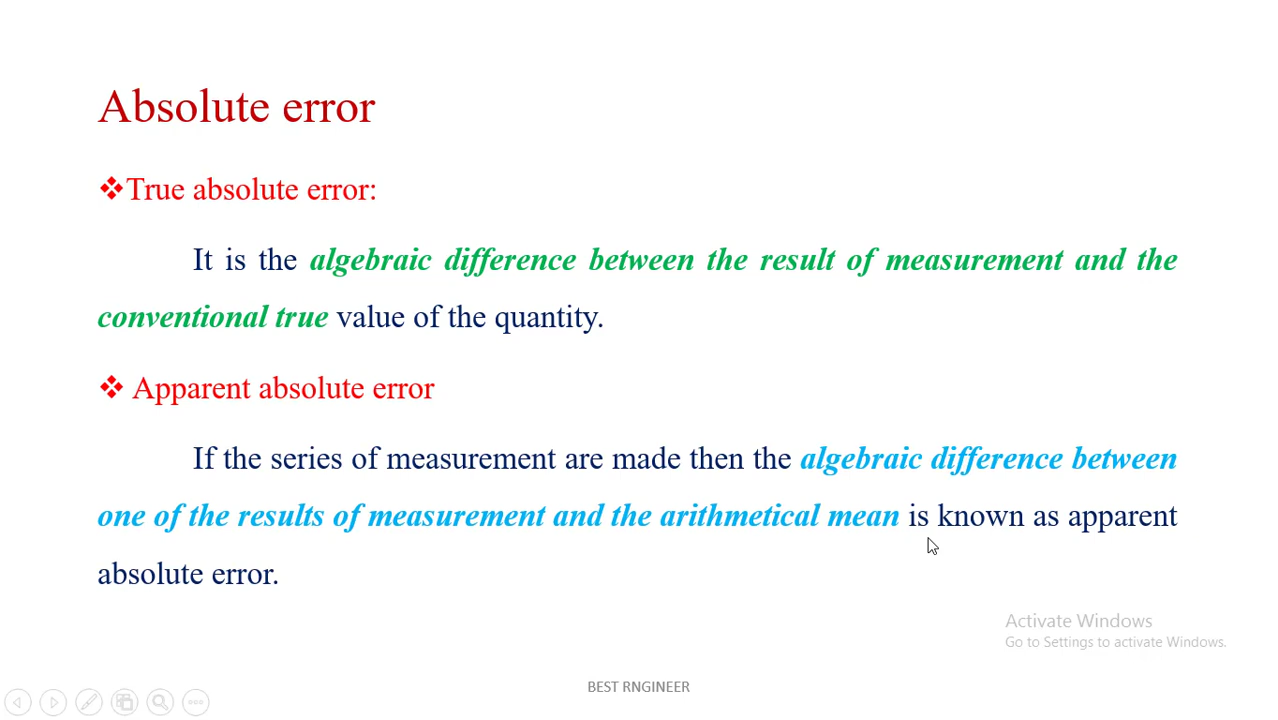 Absolute error
❖True absolute error:
It is the algebraic difference between the result of measurement and the
conventional true value of the quantity.
❖ Apparent absolute error
If the series of measurement are made then the algebraic difference between
one of the results of measurement and the arithmetical mean is known as apparent
absolute error.
Activate Windows
Go to Settings to activate Windows.
BEST RNGINEER